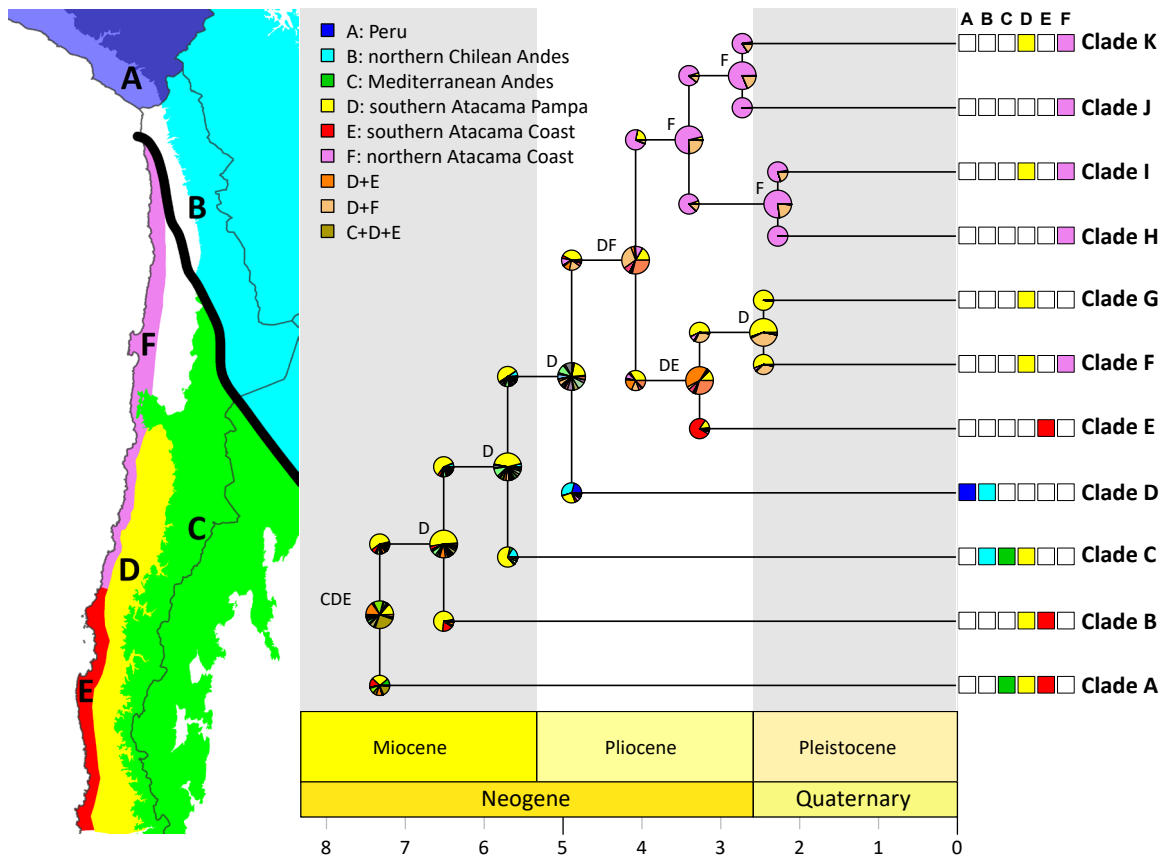 A
B
F
C
D
E
A: Peru
B: northern Chilean Andes
C: Mediterranean Andes
D: southern Atacama Pampa
E: southern Atacama Coast
F: northern Atacama Coast
D+E
D+F
C+D+E
A B C D E F
F
Clade K
Clade J
F
Clade I
F
Clade H
DF
Clade G
D
Clade F
DE
D
Clade E
D
Clade D
D
Clade C
CDE
Clade B
Clade A
Miocene Pliocene Pleistocene
Neogene Quaternary
8 7 6 5 4 3 2 1 0